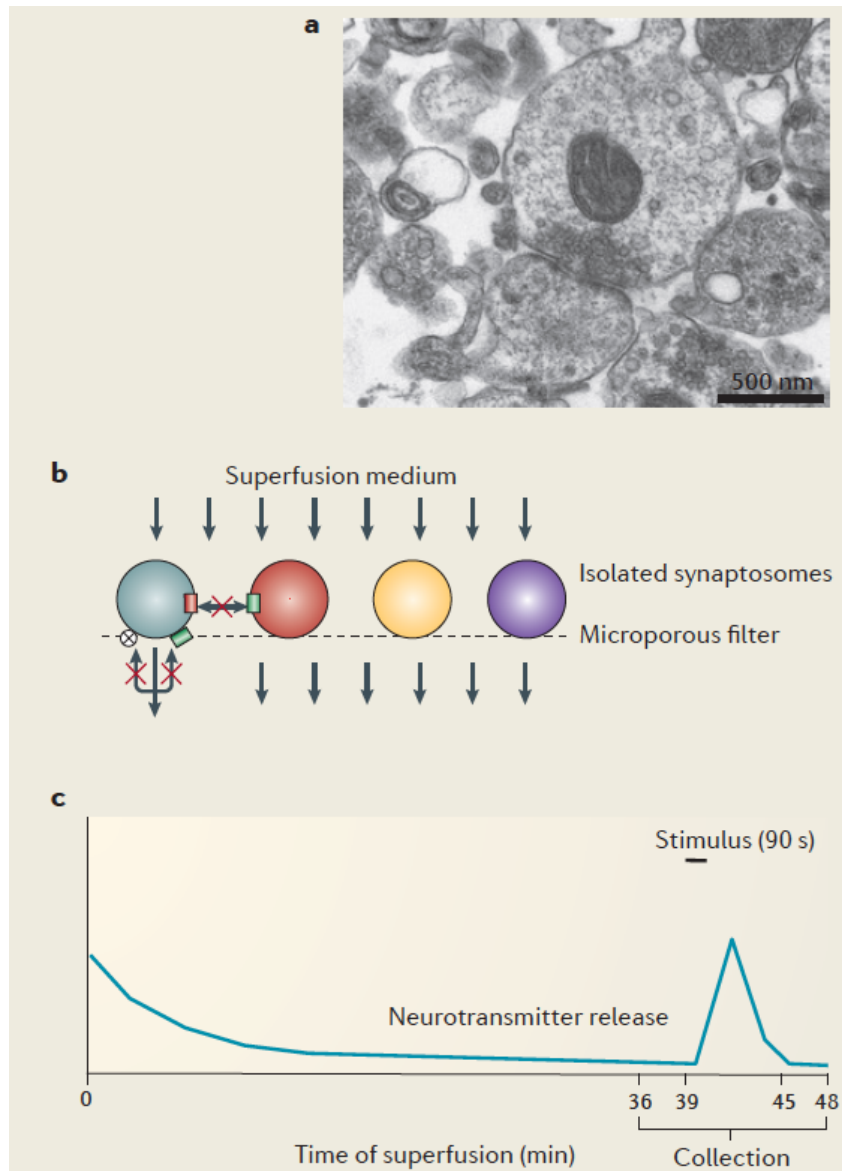 a
500 nm
b
Superfusion medium
Isolated synaptosomes
Microporous filter
c
Stimulus (90 s)
Neurotransmitter release
0
36 39 45 48
Time of superfusion (min)
Collection